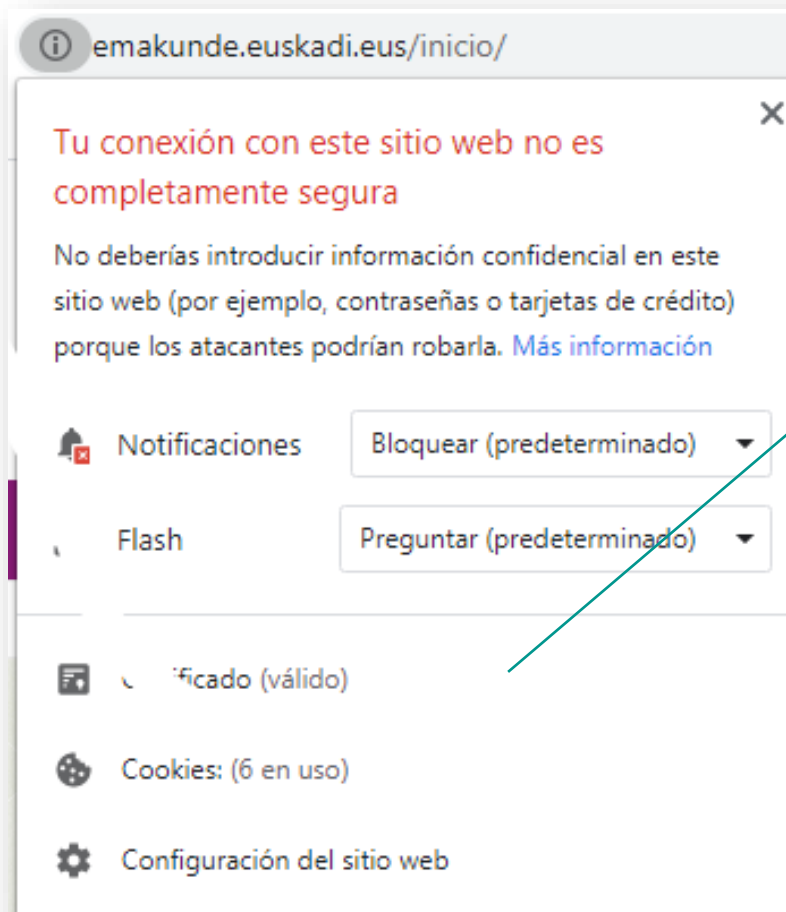 emakunde.euskadi.eus/inicio/
Tu conexión con este sitio web no es
completamente segura
No deberías introducir información confidencial en este
sitio web (por ejemplo, contraseñas o tarjetas de crédito)
porque los atacantes podrían robarla. Más información
Notificaciones
Bloquear (predeterminado)
Flash
Preguntar (predeterminado)
(válido)
Cookies: (6 en uso)
Configuración del sitio web